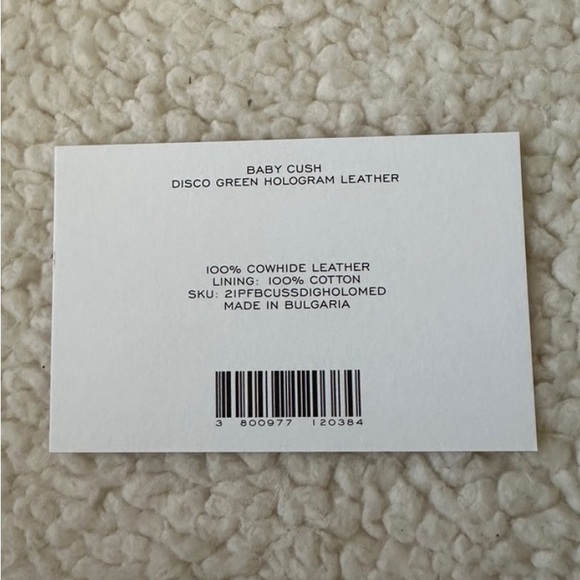 BABY CUSH
DISCO GREEN HOLOGRAM LEATHER
100% COWHIDE LEATHER
LINING: 100% COTTON
SKU: 21PFBCUSSDIGHOLOMED
MADE IN BULGARIA
3 800977 120384